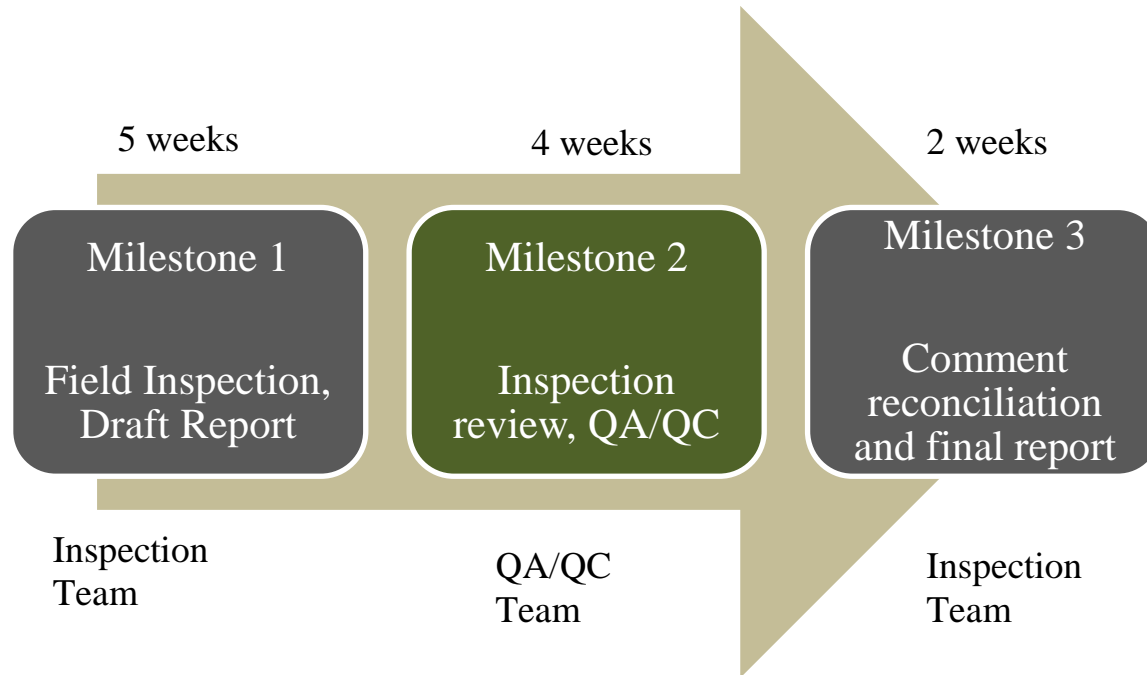 5 weeks
4 weeks
2 weeks
Milestone 1
Field Inspection,
Draft Report
Milestone 2
Inspection
review, QA/QC
Milestone 3
Comment
reconciliation
and final report
Inspection
Team
QA/QC
Team
Inspection
Team